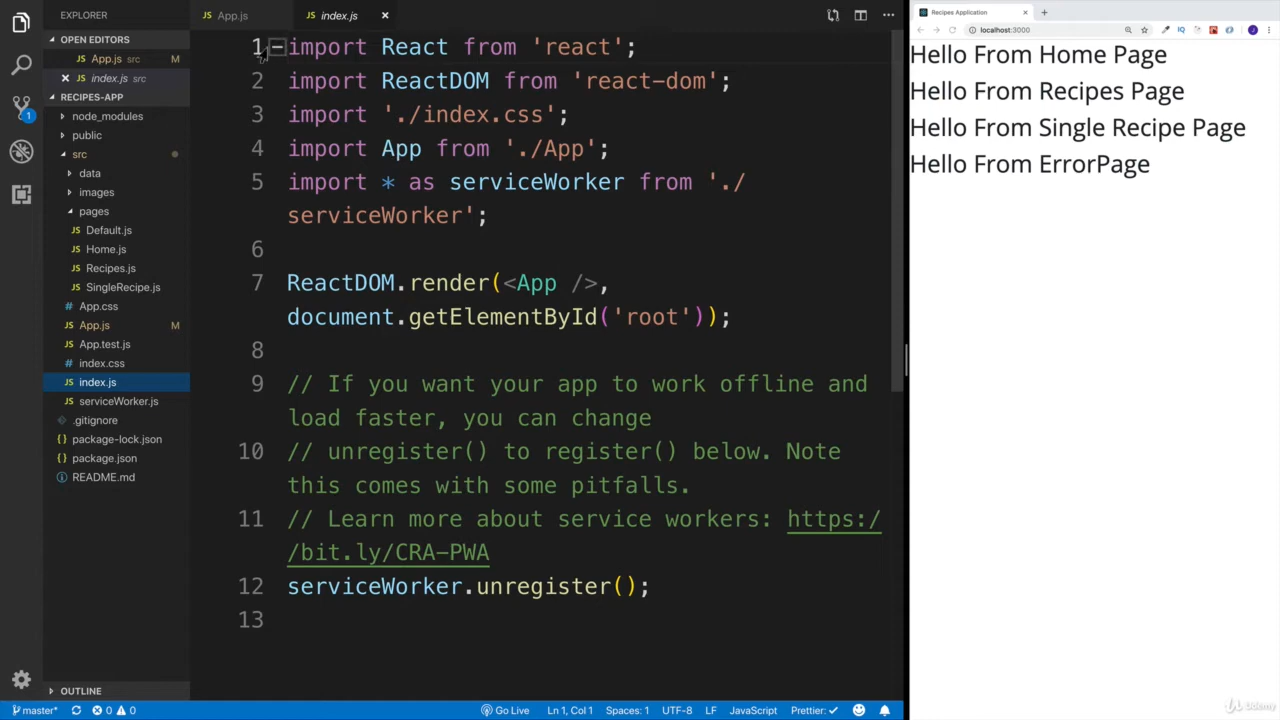 EXPLORER
OPEN EDITORS
JS App.js src M
JS index.js src
RECIPES-APP
node_modules
public
src
data
images
pages
JS Default.js
JS Home.js
JS Recipes.js
JS SingleRecipe.js
# App.css
JS App.js M
JS App.test.js
# index.css
JS index.js
JS serviceWorker.js
.gitignore
{} package-lock.json
{} package.json
README.md
OUTLINE
1
JS App.js
JS index.js
1 import React from 'react';
2 import ReactDOM from 'react-dom';
3 import './index.css';
4 import App from './App';
5 import * as serviceWorker from './
serviceWorker';
6
7 ReactDOM.render(<App />,
document.getElementById('root'));
8
9 // If you want your app to work offline and
load faster, you can change
10 // unregister() to register() below. Note
this comes with some pitfalls.
11 // Learn more about service workers: https:/
/bit.ly/CRA-PWA
12 serviceWorker.unregister();
13
Recipes Application
localhost:3000
Hello From Home Page
Hello From Recipes Page
Hello From Single Recipe Page
Hello From ErrorPage
master* 0 0 Go Live Ln 1, Col 1 Spaces: 1 UTF-8 LF JavaScript Prettier: ✓
Udemy